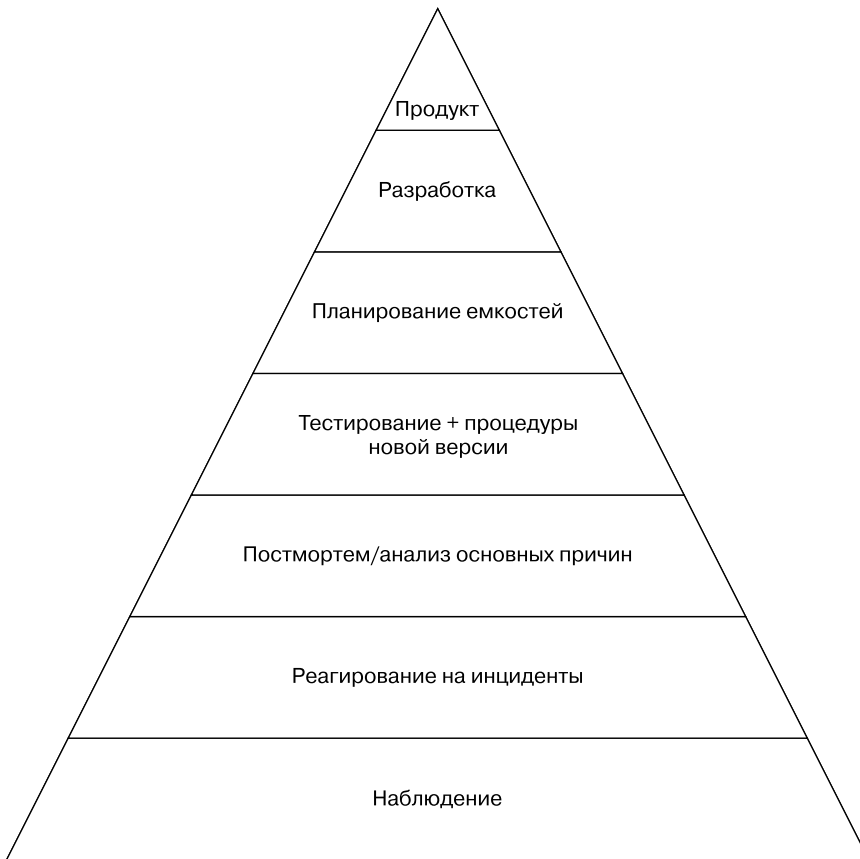 Продукт
Разработка
Планирование емкостей
Тестирование + процедуры
новой версии
Постмортем/анализ основных причин
Реагирование на инциденты
Наблюдение